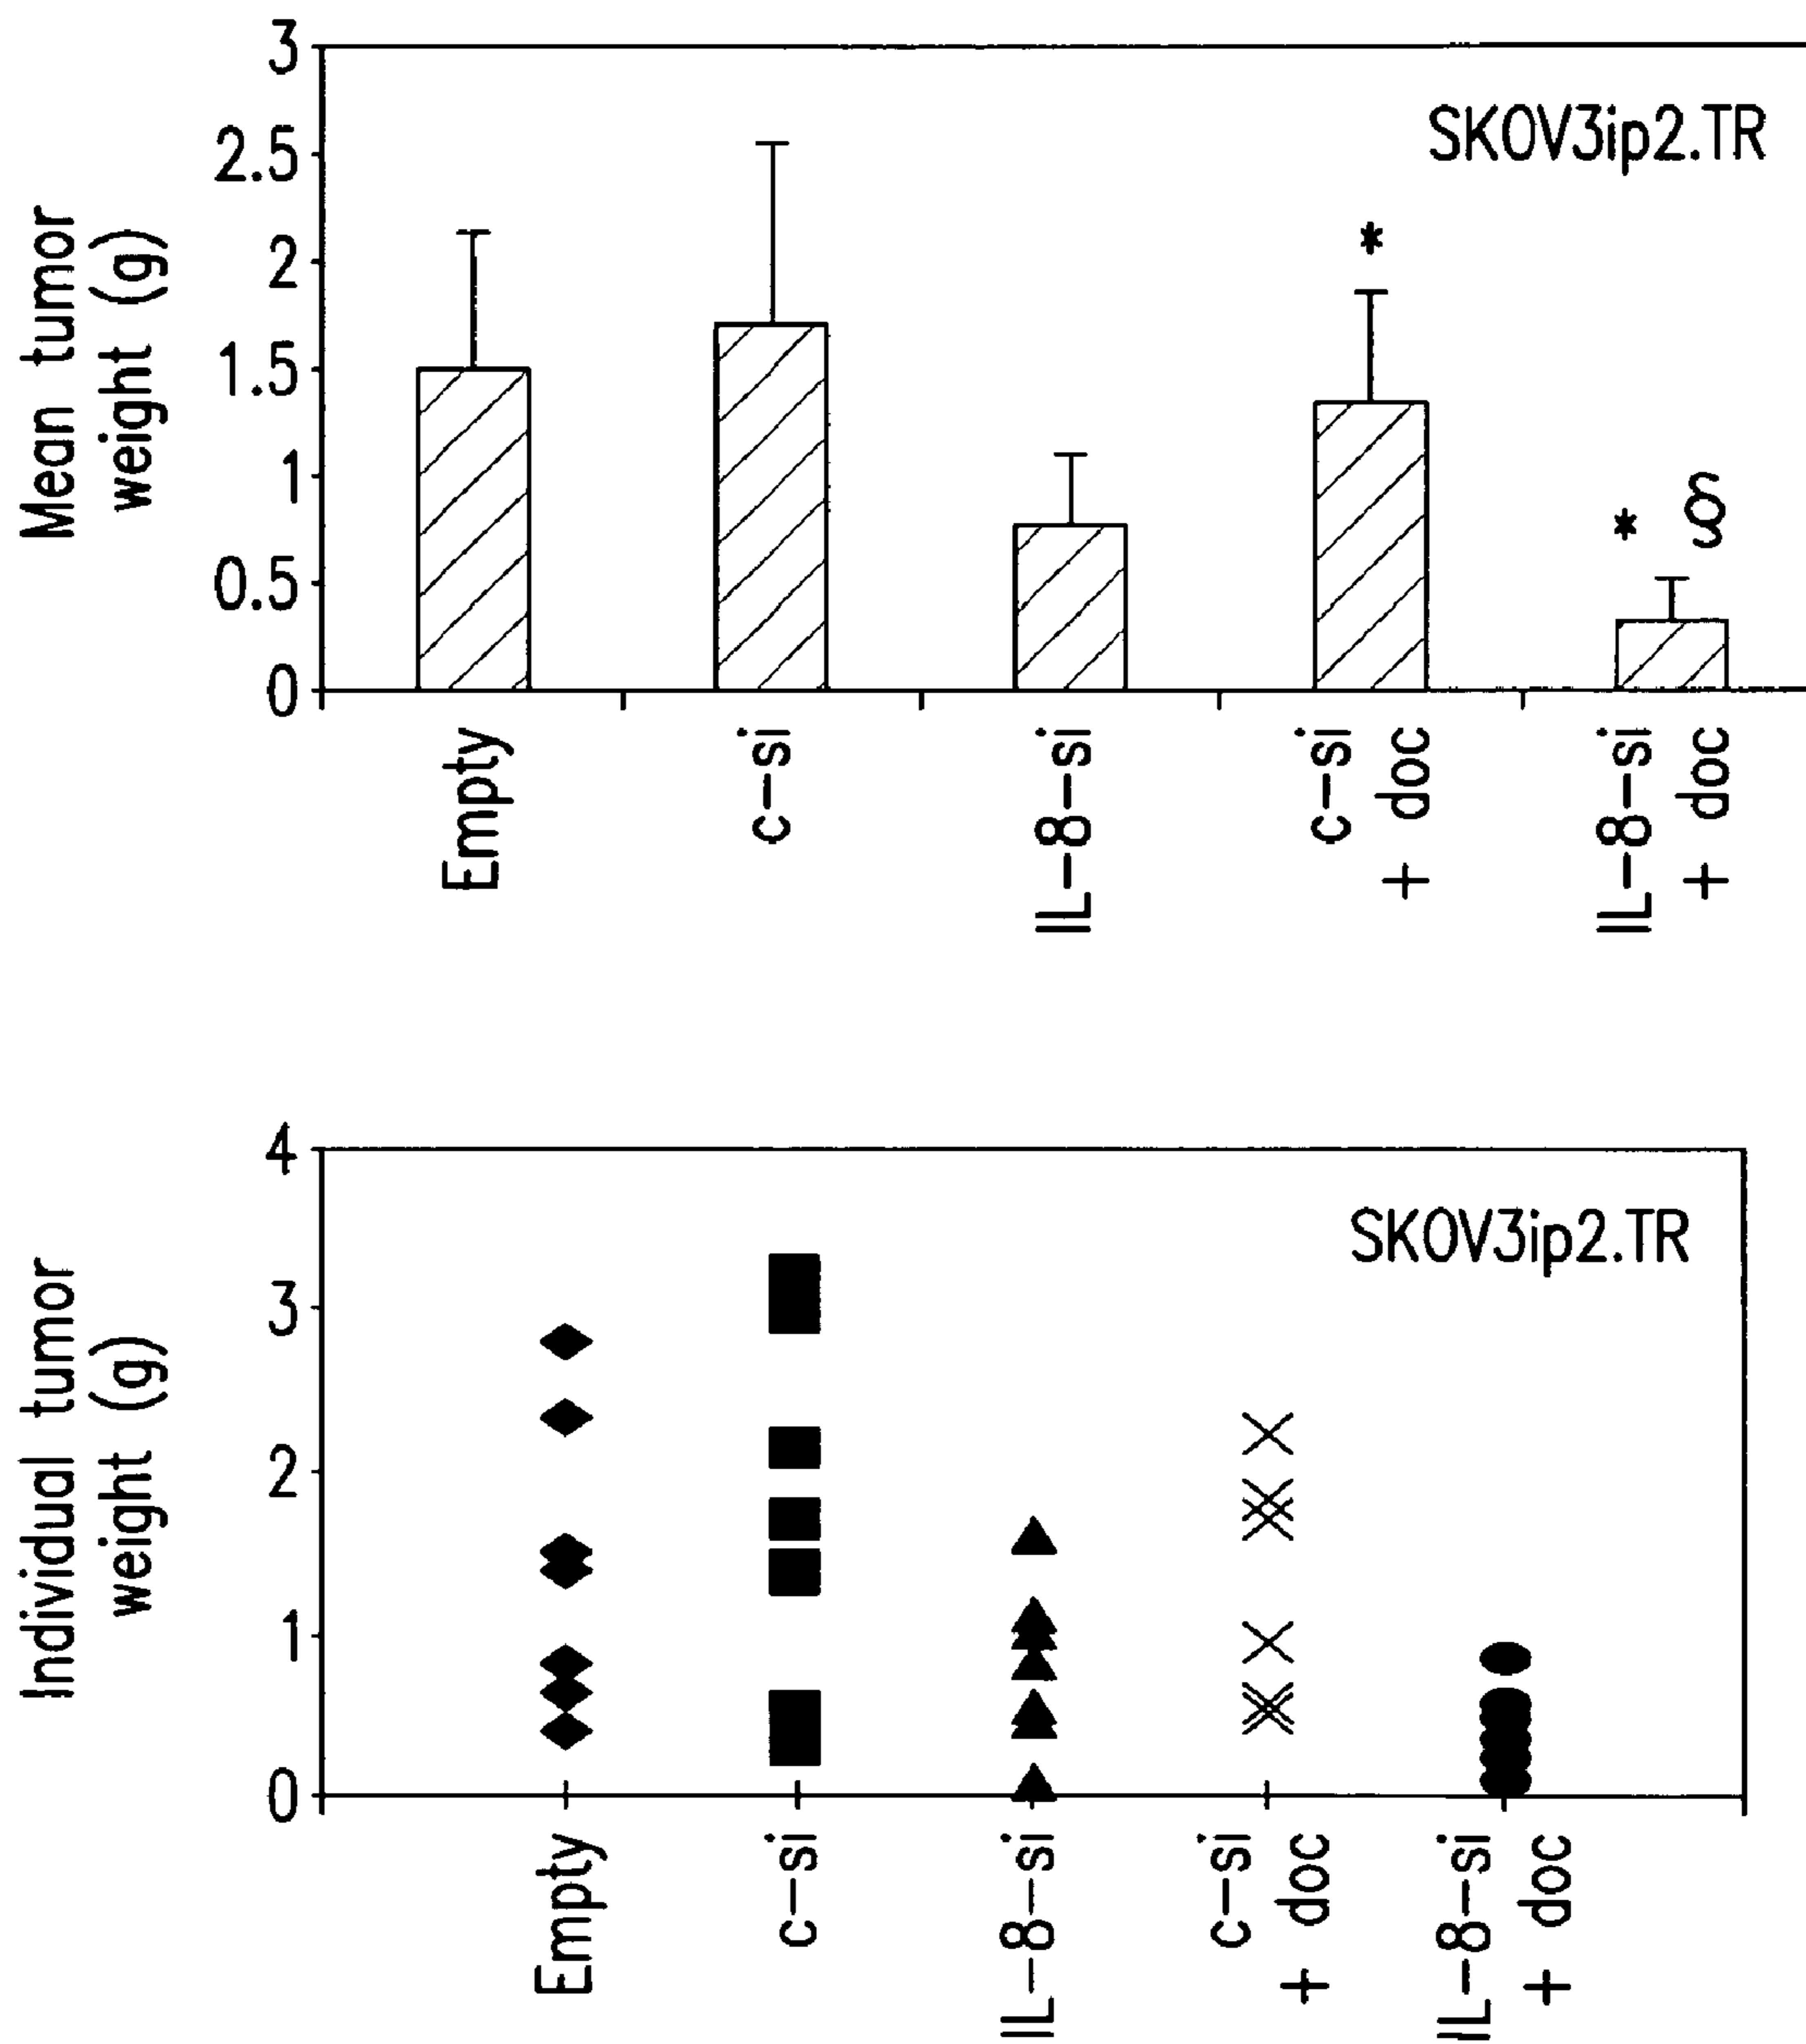 Mean tumor
weight (g)
3
2.5
2
1.5
1
0.5
0
SKOV3ip2.TR
*
* §
Empty
c-si
IL-8-si
c-si
+ doc
IL-8-si
+ doc
Individual tumor
weight (g)
4
3
2
1
0
SKOV3ip2.TR
Empty
c-si
IL-8-si
c-si
+ doc
IL-8-si
+ doc